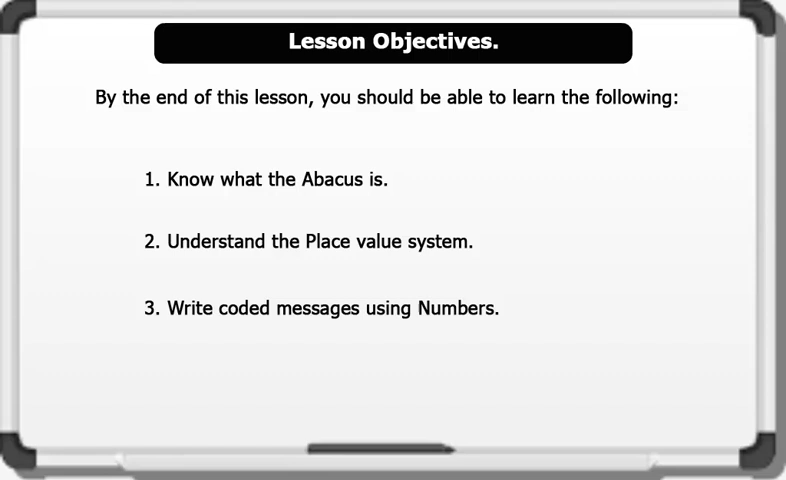 Lesson Objectives.
By the end of this lesson, you should be able to learn the following:
1. Know what the Abacus is.
2. Understand the Place value system.
3. Write coded messages using Numbers.